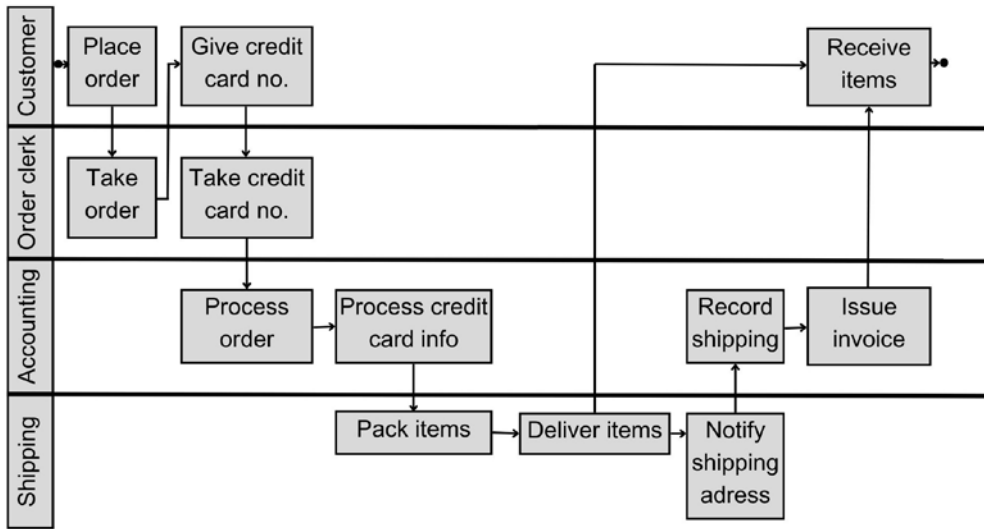 Customer
Place
order
Give credit
card no.
Receive
items
Order clerk
Take
order
Take credit
card no.
Accounting
Process
order
Process credit
card info
Record
shipping
Issue
invoice
Shipping
Pack items
Deliver items
Notify
shipping
adress